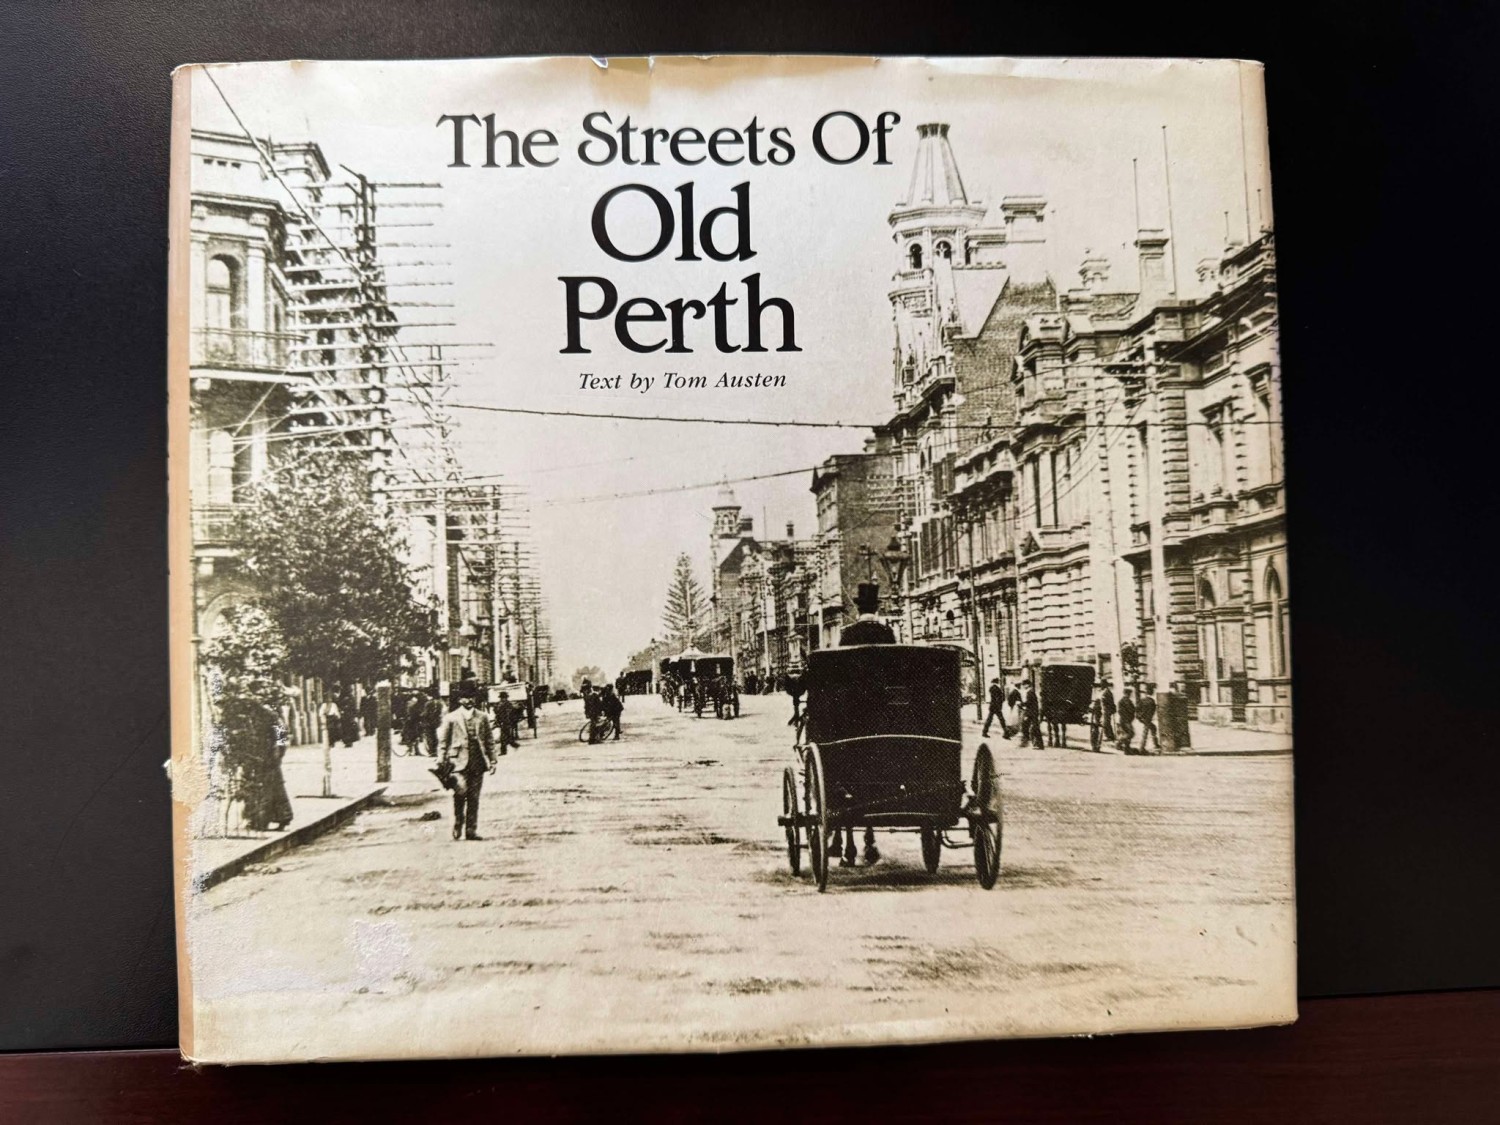 The Streets Of
Old
Perth
Text by Tom Austen